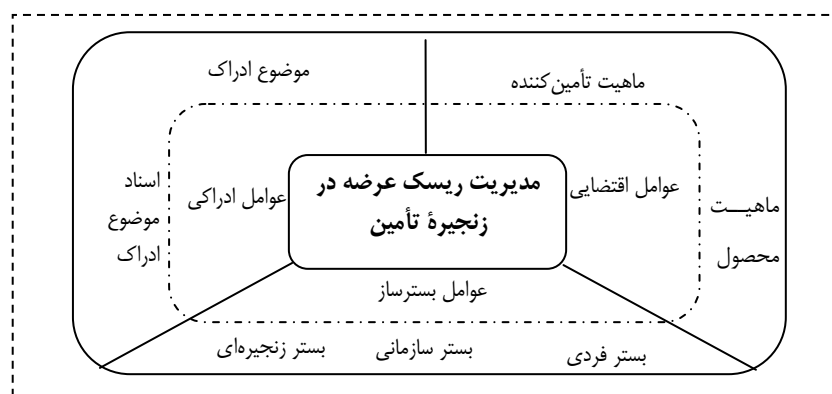 موضوع ادراک
ماهیت تأمین‌کننده
مدیریت ریسک عرضه در
زنجیرهٔ تأمین
عوامل اقتضایی
عوامل ادراکی
اسناد
موضوع
ادراک
ماهیــت
محصول
عوامل بسترساز
بستر فردی
بستر سازمانی
بستر زنجیره‌ای